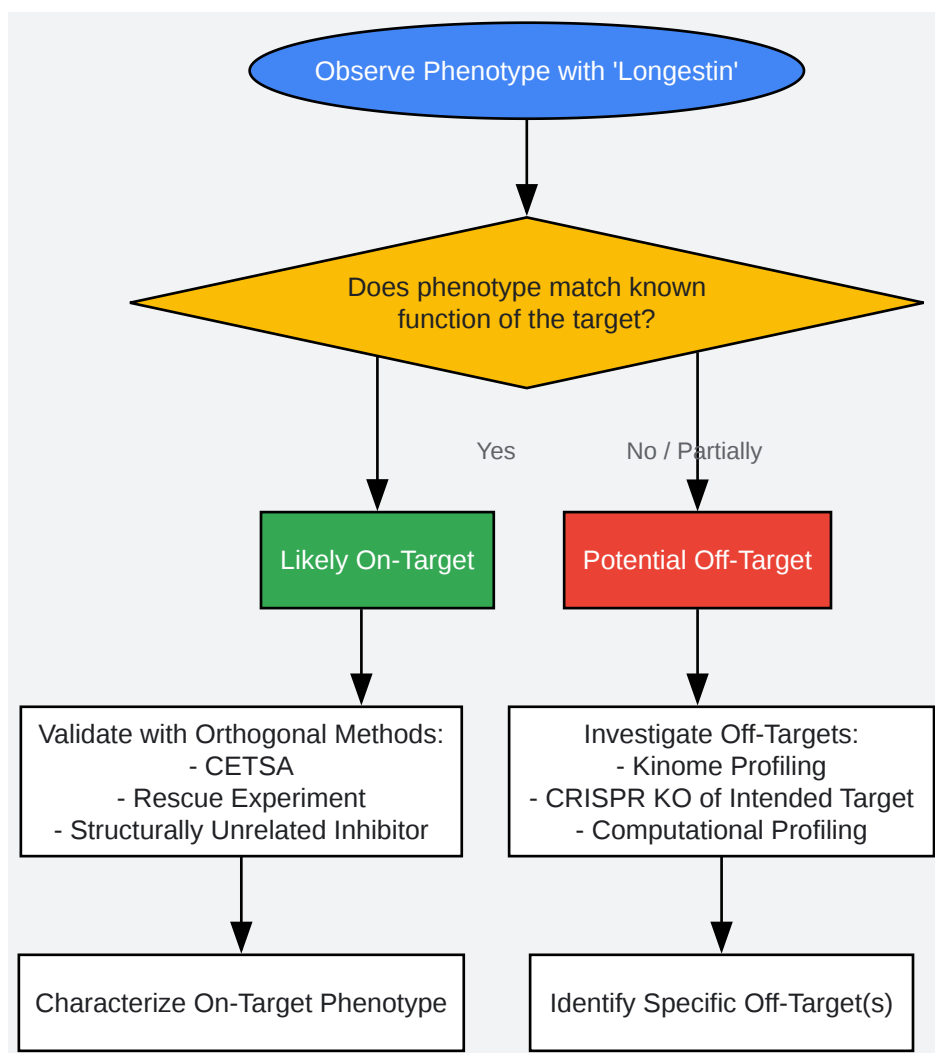 Observe Phenotype with 'Longestin'
Does phenotype match known
function of the target?
Yes
No / Partially
Likely On-Target
Potential Off-Target
Validate with Orthogonal Methods:
- CETSA
- Rescue Experiment
- Structurally Unrelated Inhibitor
Investigate Off-Targets:
- Kinome Profiling
- CRISPR KO of Intended Target
- Computational Profiling
Characterize On-Target Phenotype
Identify Specific Off-Target(s)